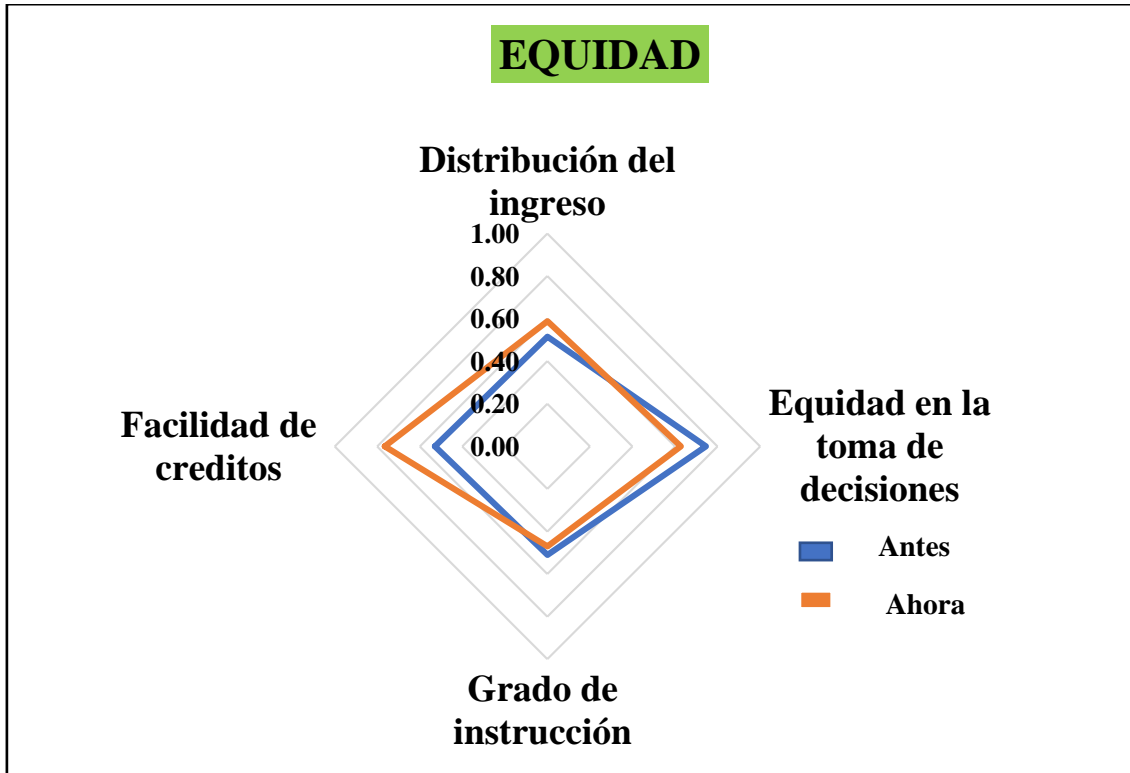 EQUIDAD
Distribución del
ingreso
1.00
0.80
0.60
0.40
0.20
0.00
Equidad en la
toma de
decisiones
Facilidad de
creditos
Antes
Ahora
Grado de
instrucción